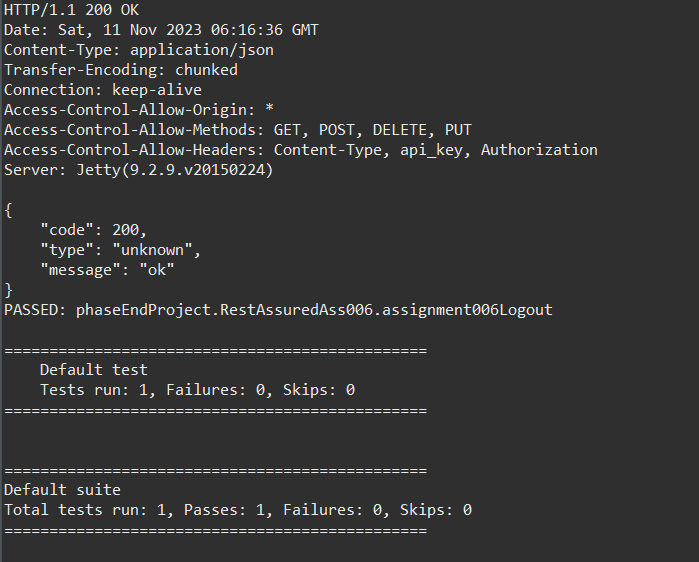 HTTP/1.1 200 OK
Date: Sat, 11 Nov 2023 06:16:36 GMT
Content-Type: application/json
Transfer-Encoding: chunked
Connection: keep-alive
Access-Control-Allow-Origin: *
Access-Control-Allow-Methods: GET, POST, DELETE, PUT
Access-Control-Allow-Headers: Content-Type, api_key, Authorization
Server: Jetty(9.2.9.v20150224)

{
    "code": 200,
    "type": "unknown",
    "message": "ok"
}
PASSED: phaseEndProject.RestAssuredAss006.assignment006Logout

===============================================
    Default test
    Tests run: 1, Failures: 0, Skips: 0
===============================================


===============================================
Default suite
Total tests run: 1, Passes: 1, Failures: 0, Skips: 0
===============================================